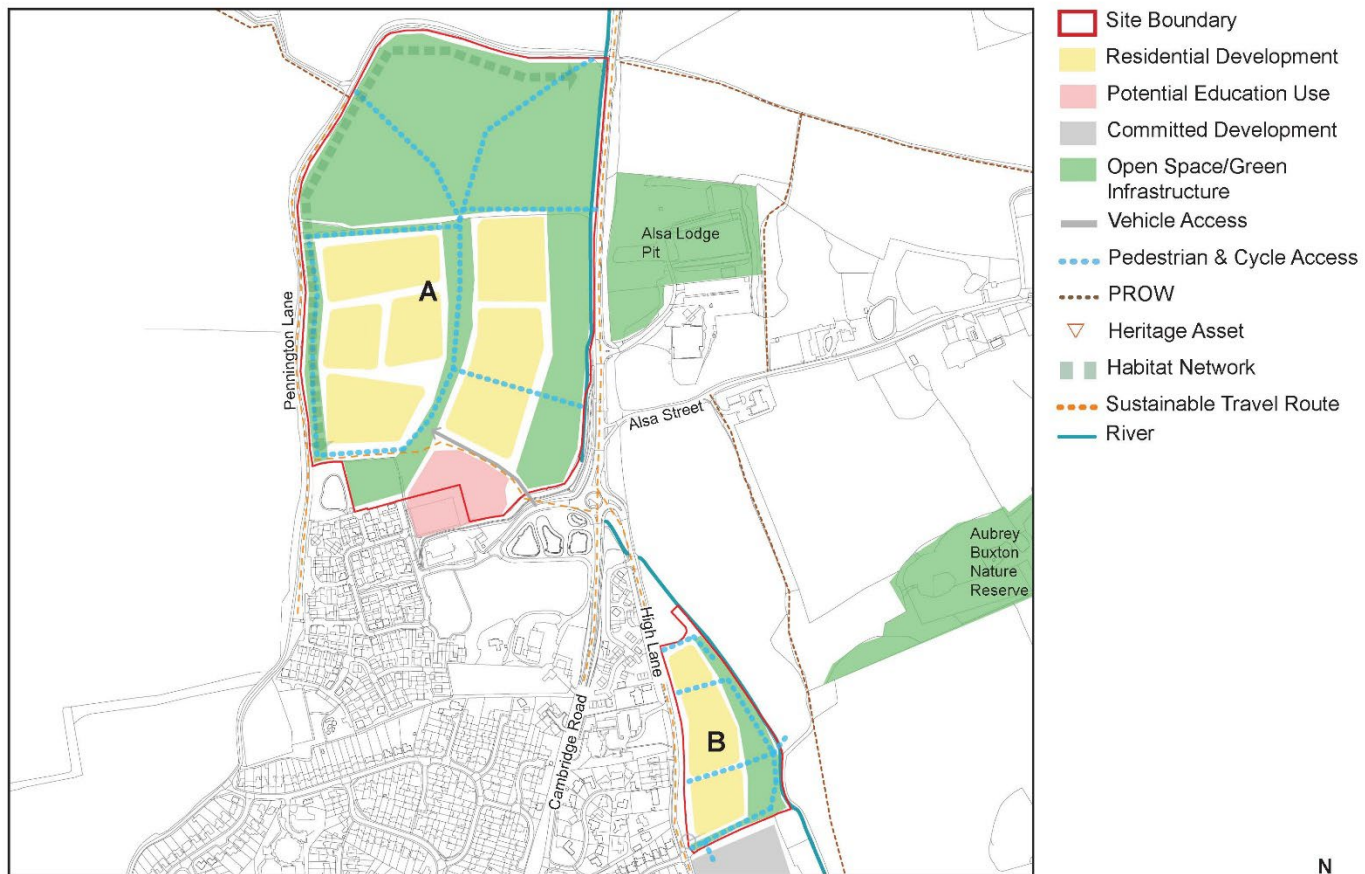 A
Pennington Lane
Alsa Lodge
Pit
Alsa Street
Aubrey
Buxton
Nature
Reserve
High Lane
Cambridge Road
B
Site Boundary
Residential Development
Potential Education Use
Committed Development
Open Space/Green
Infrastructure
Vehicle Access
Pedestrian & Cycle Access
PROW
Heritage Asset
Habitat Network
Sustainable Travel Route
River
N